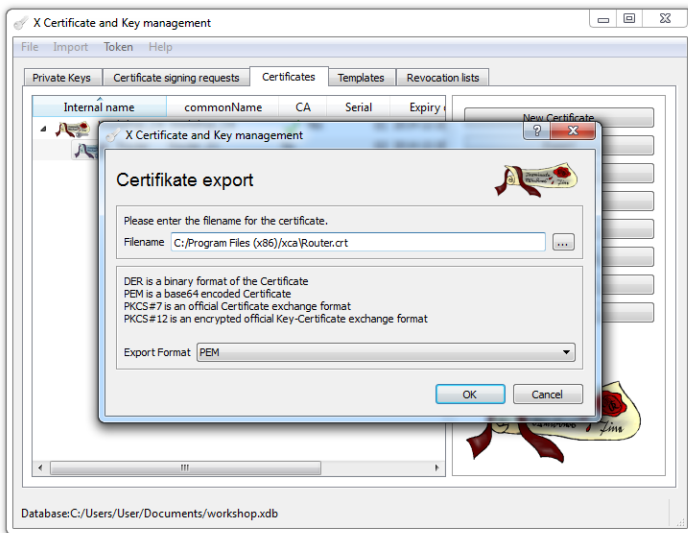 X Certificate and Key management
File Import Token Help
Private Keys Certificate signing requests Certificates Templates Revocation lists
Internal name commonName CA Serial Expiry
New Certificate
X Certificate and Key management
Certifikate export
Please enter the filename for the certificate.
Filename C:/Program Files (x86)/xca\Router.crt ...
DER is a binary format of the Certificate
PEM is a base64 encoded Certificate
PKCS#7 is an official Certificate exchange format
PKCS#12 is an encrypted official Key-Certificate exchange format
Export Format PEM
OK Cancel
Database:C:/Users/User/Documents/workshop.xdb